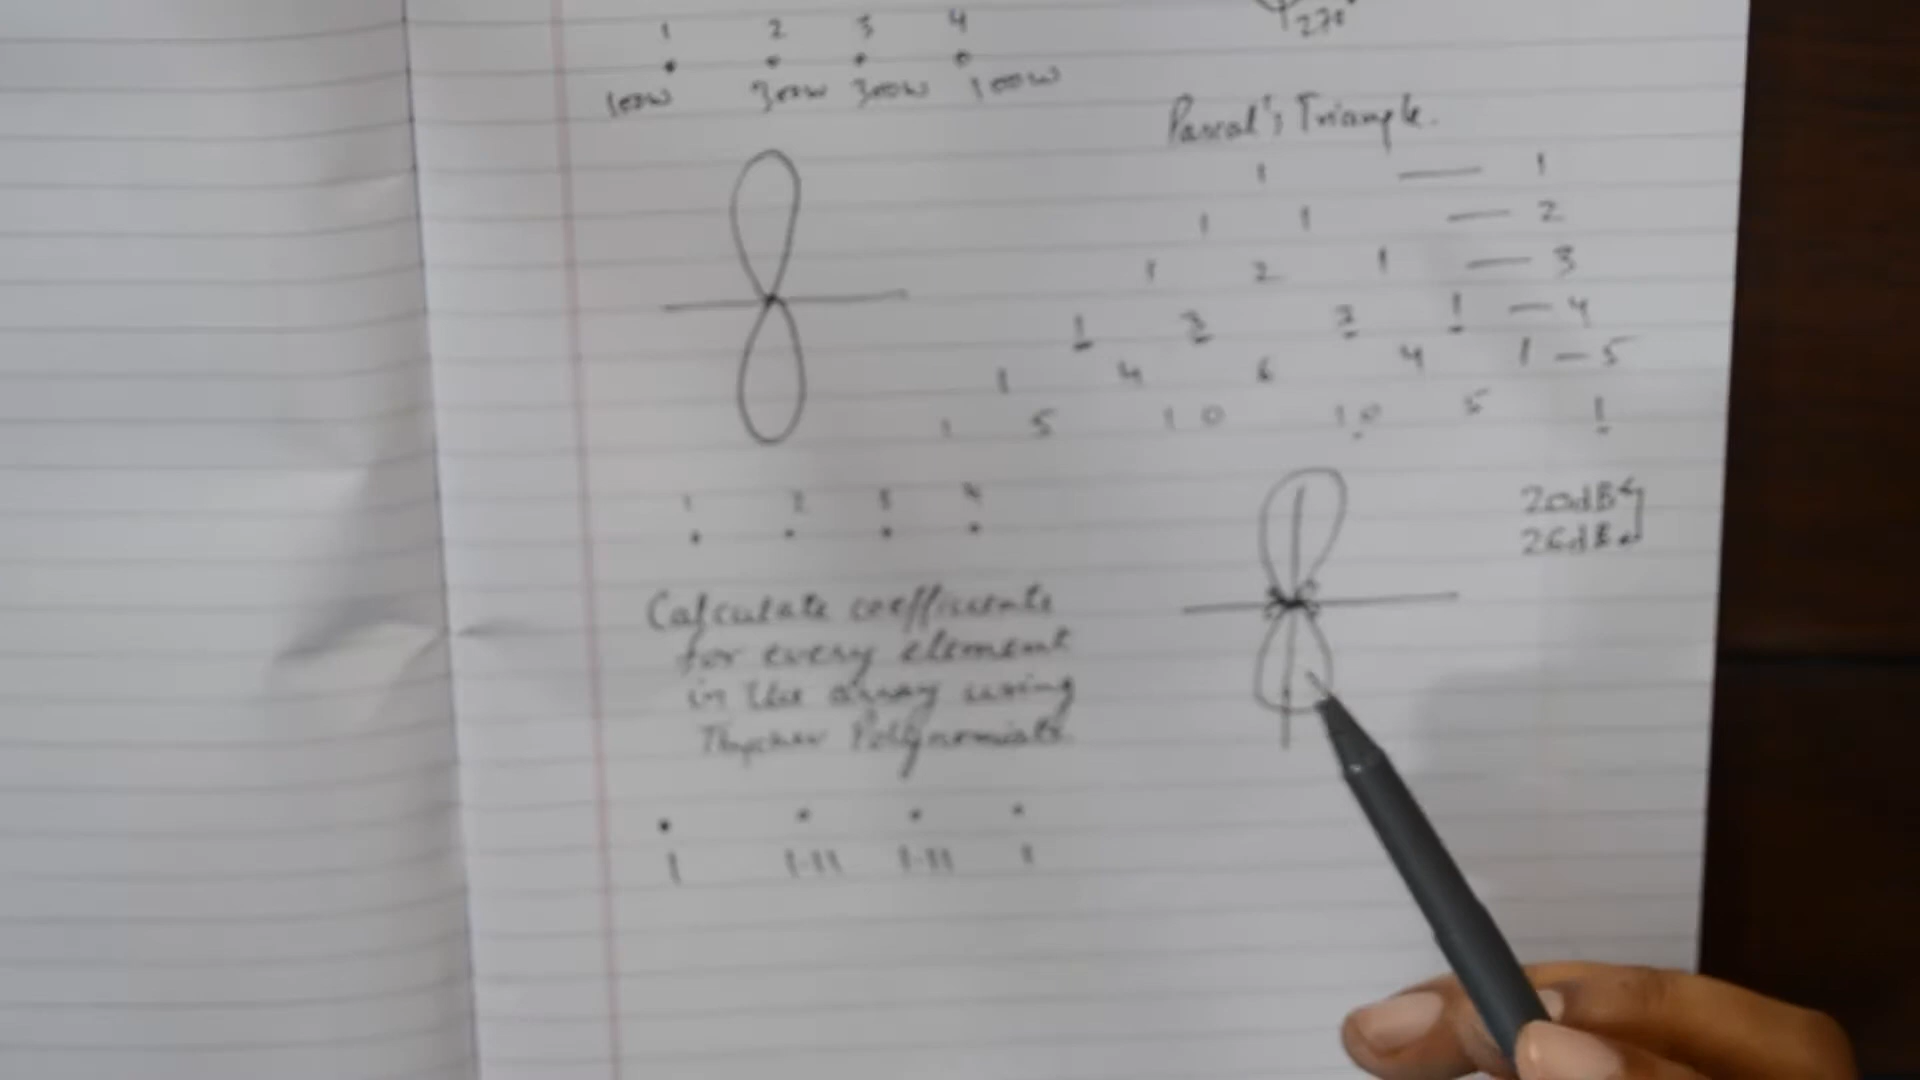 1 2 3 4
100W 300W 300W 100W
270°
Pascal's Triangle.
1 — 1
1 1 — 2
1 2 1 — 3
1 3 3 1 — 4
1 4 6 4 1 — 5
1 5 10 10 5 1
1 2 3 4
20dB
26dB
Calculate coefficients
for every element
in the array using
Polynomials
1 1.11 1.11 1